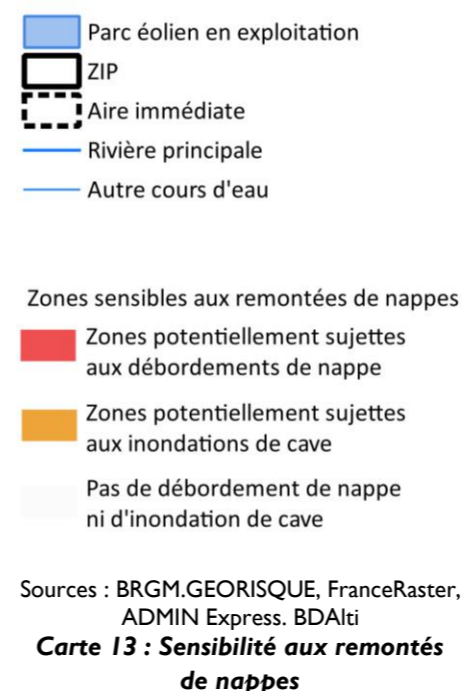 Parc éolien en exploitation
ZIP
Aire immédiate
Rivière principale
Autre cours d'eau
Zones sensibles aux remontées de nappes
Zones potentiellement sujettes
aux débordements de nappe
Zones potentiellement sujettes
aux inondations de cave
Pas de débordement de nappe
ni d'inondation de cave
Sources : BRGM.GEORISQUE, FranceRaster,
ADMIN Express. BDAlti
Carte 13 : Sensibilité aux remontés
de nappes